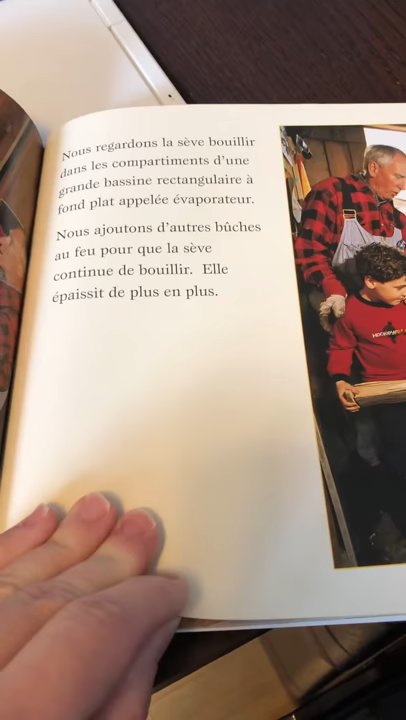 Nous regardons la sève bouillir
dans les compartiments d'une
grande bassine rectangulaire à
fond plat appelée évaporateur.
Nous ajoutons d'autres bûches
au feu pour que la sève
continue de bouillir. Elle
épaissit de plus en plus.